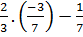 2/3 . (-3/7) - 1/7